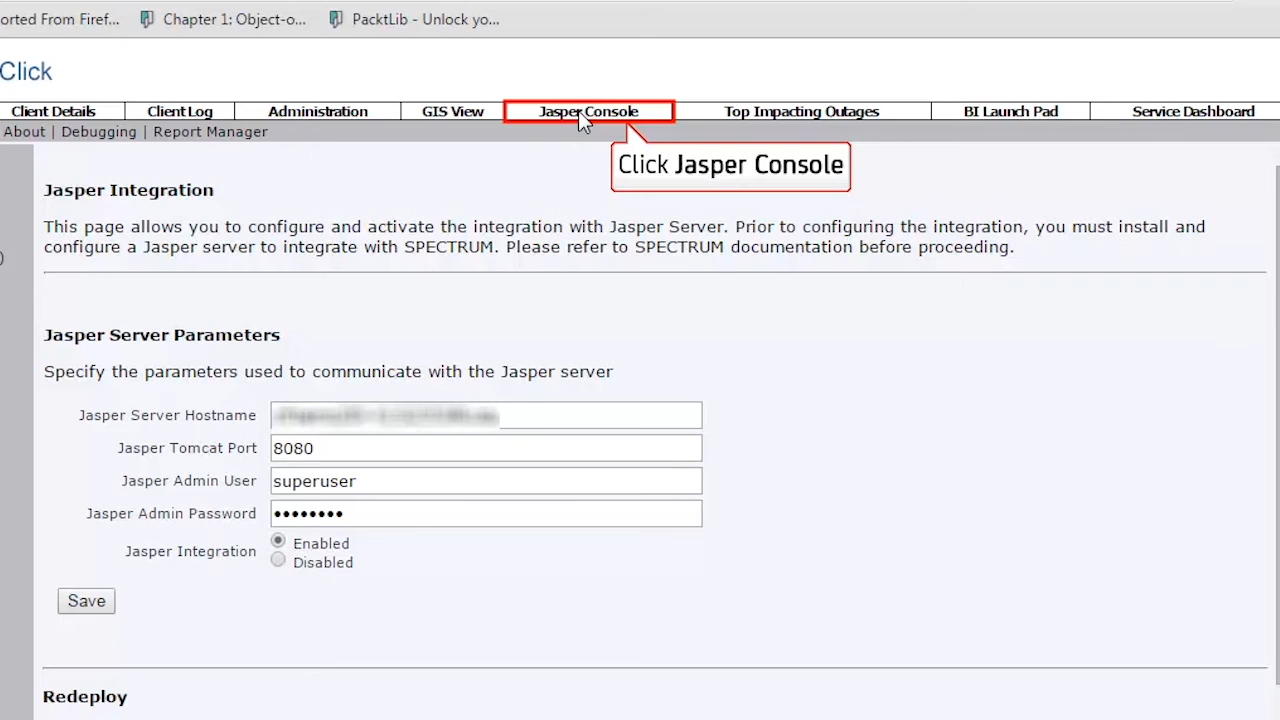 orted From Firef... Chapter 1: Object-o... PacktLib - Unlock yo...
Click
Client Details Client Log Administration GIS View Jasper Console Top Impacting Outages BI Launch Pad Service Dashboard
About | Debugging | Report Manager
Click Jasper Console
Jasper Integration
This page allows you to configure and activate the integration with Jasper Server. Prior to configuring the integration, you must install and
configure a Jasper server to integrate with SPECTRUM. Please refer to SPECTRUM documentation before proceeding.
Jasper Server Parameters
Specify the parameters used to communicate with the Jasper server
Jasper Server Hostname
Jasper Tomcat Port 8080
Jasper Admin User superuser
Jasper Admin Password ••••••••
Jasper Integration Enabled
Disabled
Save
Redeploy